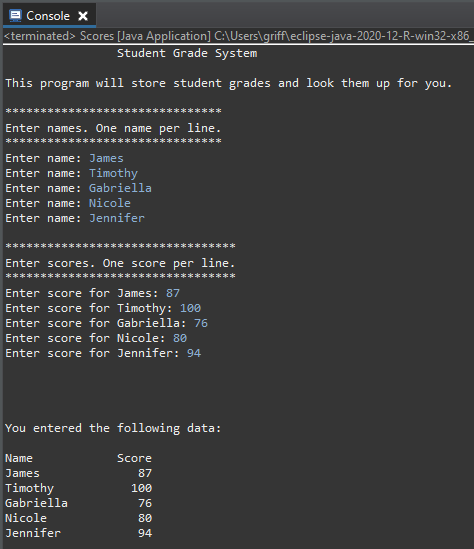 Console
<terminated> Scores [Java Application] C:\Users\griff\eclipse-java-2020-12-R-win32-x86_
Student Grade System
This program will store student grades and look them up for you.
*******************************
Enter names. One name per line.
*******************************
Enter name: James
Enter name: Timothy
Enter name: Gabriella
Enter name: Nicole
Enter name: Jennifer
*********************************
Enter scores. One score per line.
*********************************
Enter score for James: 87
Enter score for Timothy: 100
Enter score for Gabriella: 76
Enter score for Nicole: 80
Enter score for Jennifer: 94
You entered the following data:
Name Score
James 87
Timothy 100
Gabriella 76
Nicole 80
Jennifer 94